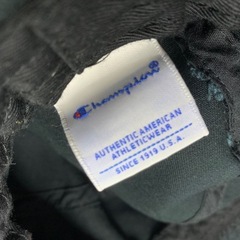 Champion
AUTHENTIC AMERICAN
ATHLETICWEAR
SINCE 1919 U.S.A.